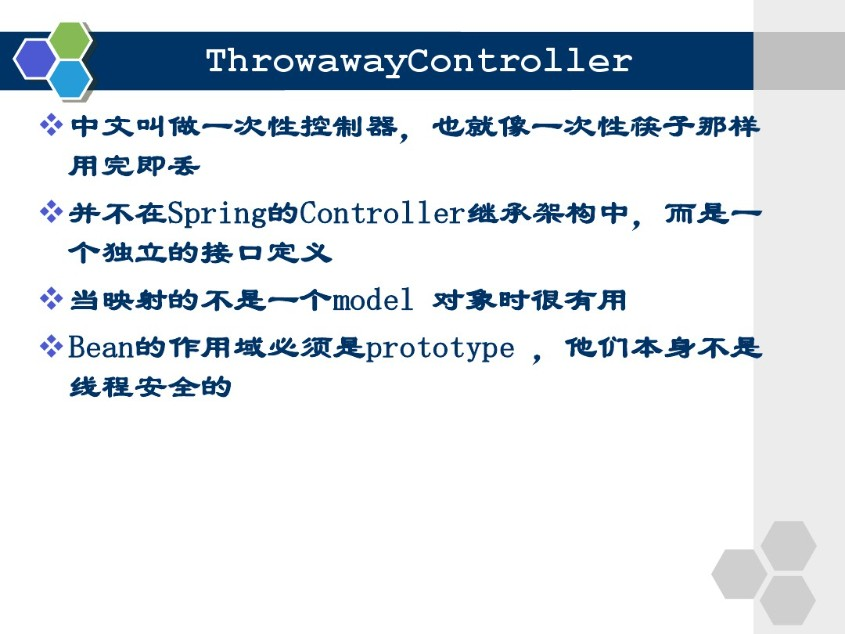 ThrowawayController
中文叫做一次性控制器，也就像一次性筷子那样
用完即丢
并不在Spring的Controller继承架构中，而是一
个独立的接口定义
当映射的不是一个model 对象时很有用
Bean的作用域必须是prototype ，他们本身不是
线程安全的